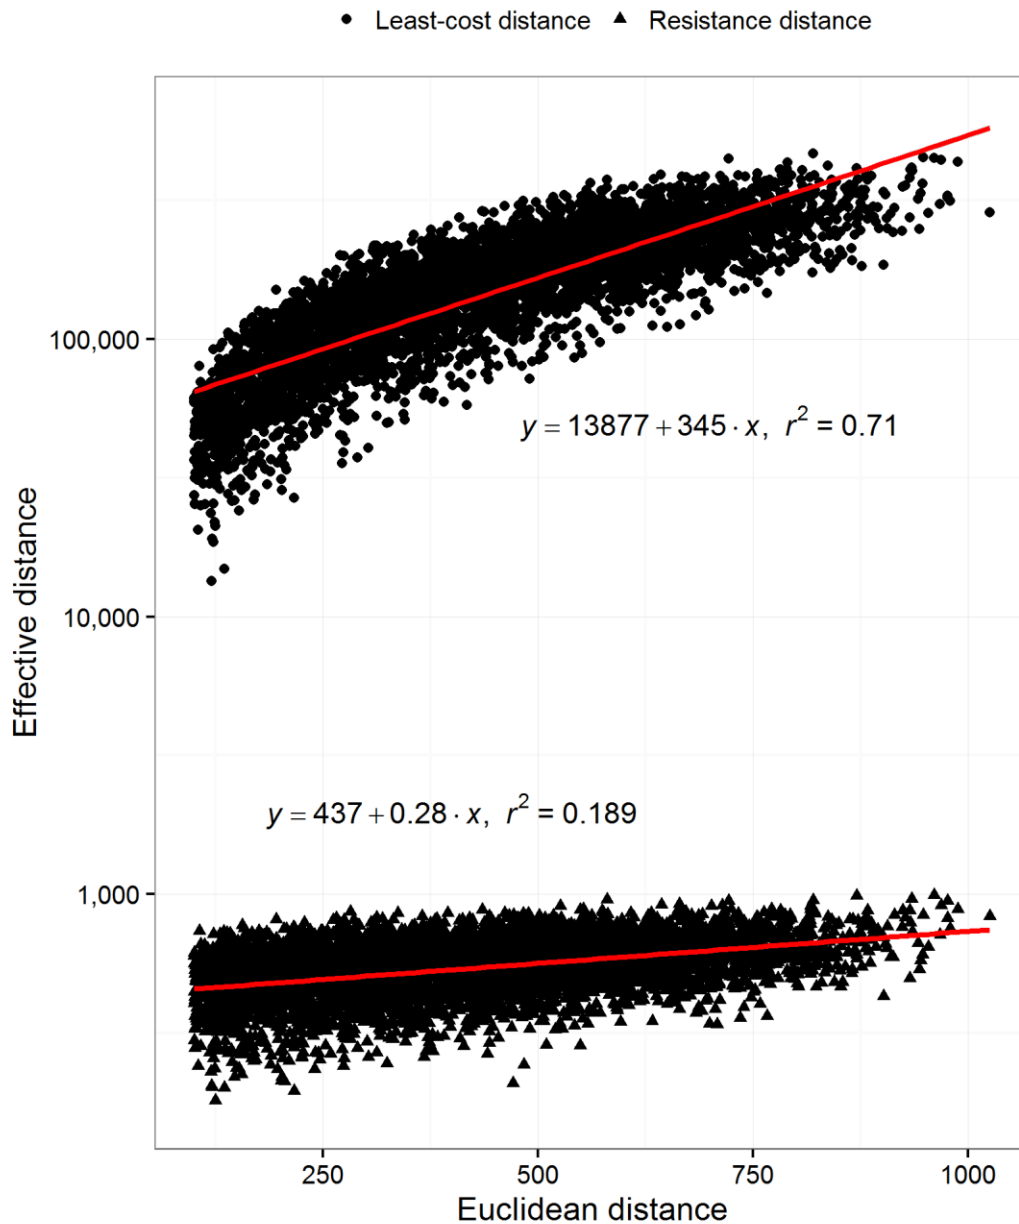 Least-cost distance Resistance distance
100,000
y = 13877 + 345 · x, r² = 0.71
Effective distance
10,000
y = 437 + 0.28 · x, r² = 0.189
1,000
250 500 750 1000
Euclidean distance